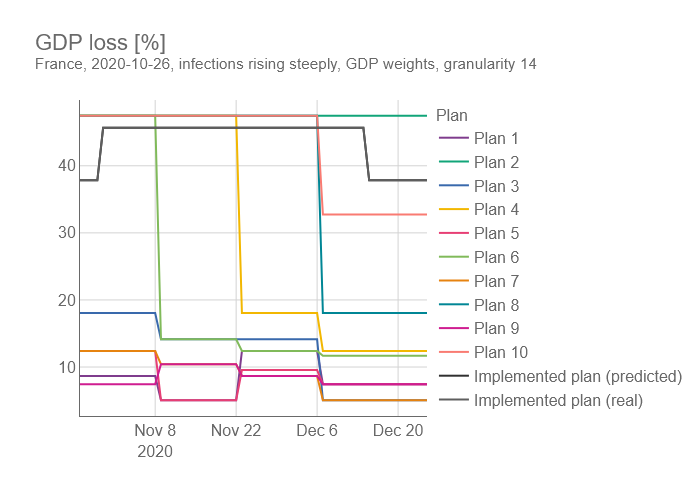 GDP loss [%]
France, 2020-10-26, infections rising steeply, GDP weights, granularity 14
Plan
Plan 1
Plan 2
Plan 3
Plan 4
Plan 5
Plan 6
Plan 7
Plan 8
Plan 9
Plan 10
Implemented plan (predicted)
Implemented plan (real)
40
30
20
10
Nov 8
2020
Nov 22
Dec 6
Dec 20